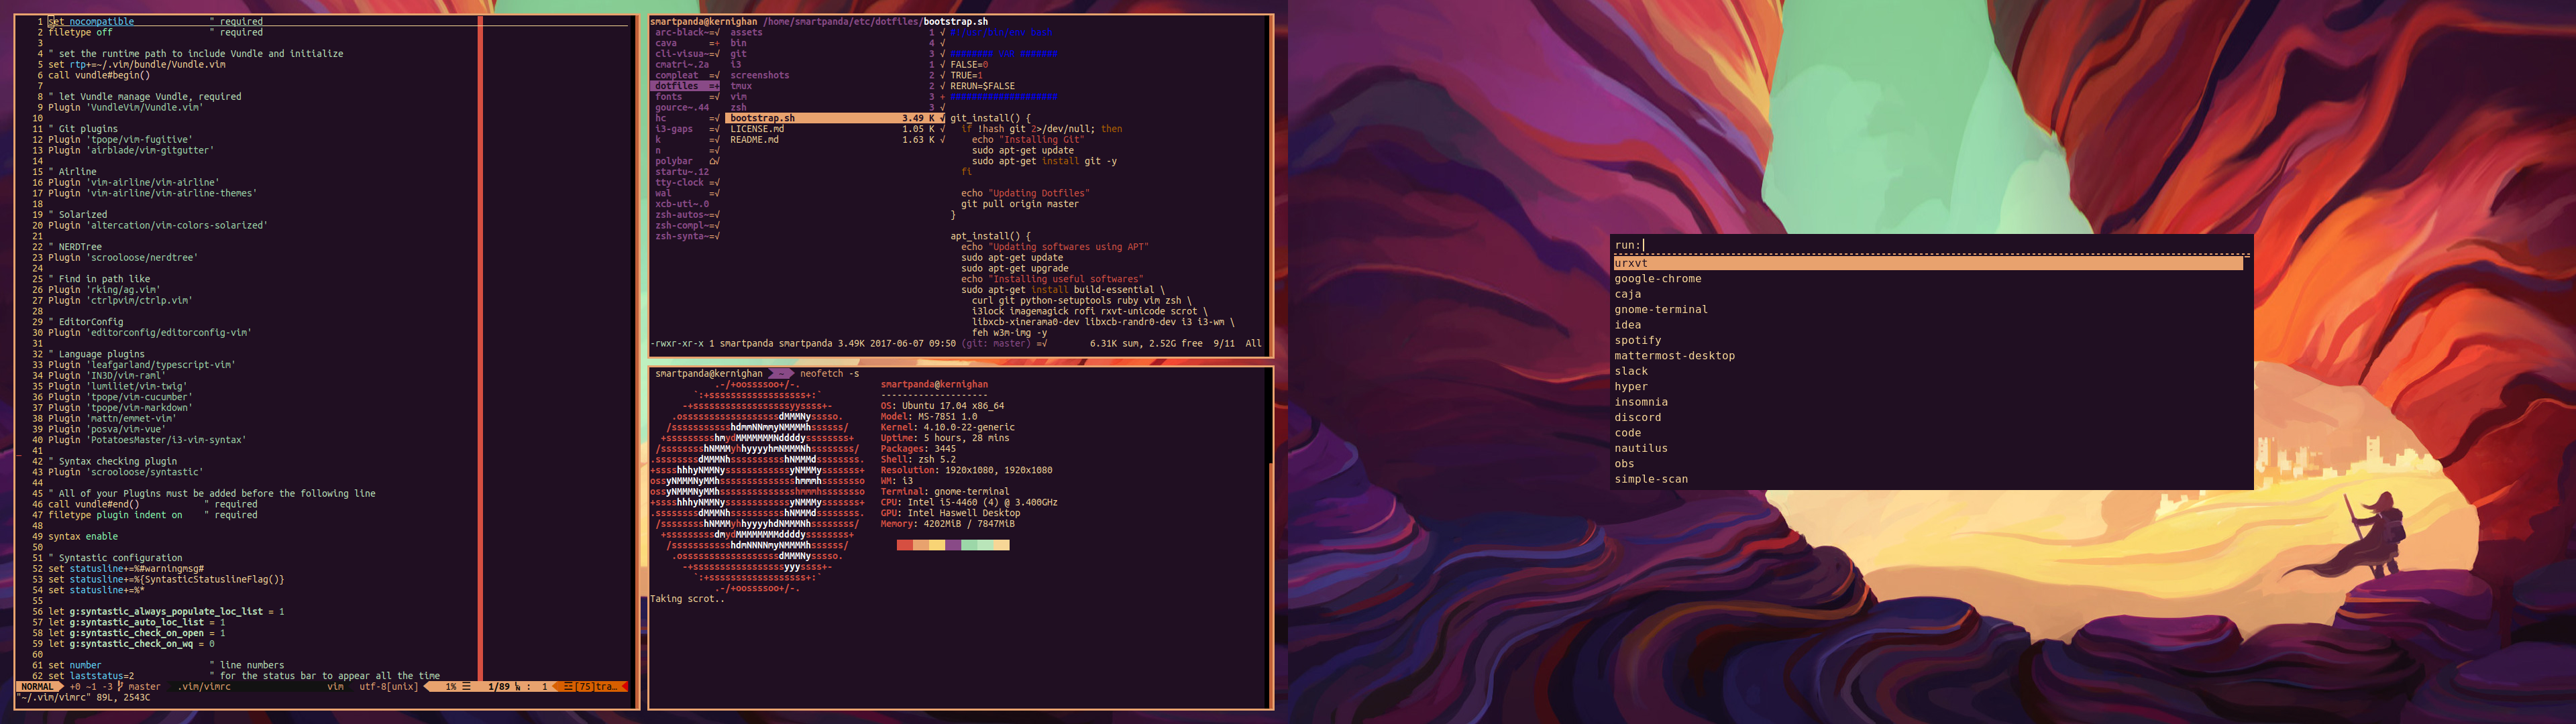 1 set nocompatible " required
2 filetype off " required
3
4 " set the runtime path to include Vundle and initialize
5 set rtp+=~/.vim/bundle/Vundle.vim
6 call vundle#begin()
7
8 " let Vundle manage Vundle, required
9 Plugin 'VundleVim/Vundle.vim'
10
11 " Git plugins
12 Plugin 'tpope/vim-fugitive'
13 Plugin 'airblade/vim-gitgutter'
14
15 " Airline
16 Plugin 'vim-airline/vim-airline'
17 Plugin 'vim-airline/vim-airline-themes'
18
19 " Solarized
20 Plugin 'altercation/vim-colors-solarized'
21
22 " NERDTree
23 Plugin 'scrooloose/nerdtree'
24
25 " Find in path like
26 Plugin 'rking/ag.vim'
27 Plugin 'ctrlpvim/ctrlp.vim'
28
29 " EditorConfig
30 Plugin 'editorconfig/editorconfig-vim'
31
32 " Language plugins
33 Plugin 'leafgarland/typescript-vim'
34 Plugin 'IN3D/vim-raml'
35 Plugin 'lumiliet/vim-twig'
36 Plugin 'tpope/vim-cucumber'
37 Plugin 'tpope/vim-markdown'
38 Plugin 'mattn/emmet-vim'
39 Plugin 'posva/vim-vue'
40 Plugin 'PotatoesMaster/i3-vim-syntax'
41
42 " Syntax checking plugin
43 Plugin 'scrooloose/syntastic'
44
45 " All of your Plugins must be added before the following line
46 call vundle#end() " required
47 filetype plugin indent on " required
48
49 syntax enable
50
51 " Syntastic configuration
52 set statusline+=%#warningmsg#
53 set statusline+=%{SyntasticStatuslineFlag()}
54 set statusline+=%*
55
56 let g:syntastic_always_populate_loc_list = 1
57 let g:syntastic_auto_loc_list = 1
58 let g:syntastic_check_on_open = 1
59 let g:syntastic_check_on_wq = 0
60
61 set number " line numbers
62 set laststatus=2 " for the status bar to appear all the time
NORMAL +0 ~1 -3 master .vim/vimrc vim utf-8[unix] 1% ☰ 1/89 : 1 [75]tra…
"~/.vim/vimrc" 89L, 2543C
smartpanda@kernighan /home/smartpanda/etc/dotfiles/bootstrap.sh
arc-black~=√ assets 1 √
cava =+ bin 4 √
cli-visua~=√ git 3 √
cmatri~.2a i3 1 √ FALSE=0
compleat =√ screenshots 2 √ TRUE=1
dotfiles =+ tmux 2 √ RERUN=$FALSE
fonts =√ vim 3 +
gource~.44 zsh 3 √
hc =√ bootstrap.sh 3.49 K √ git_install() {
i3-gaps =√ LICENSE.md 1.05 K √ if !hash git 2>/dev/null; then
k =√ README.md 1.63 K √ echo "Installing Git"
n =√ sudo apt-get update
polybar ⌂√ sudo apt-get install git -y
startu~.12 fi
tty-clock =√
wal =√ echo "Updating Dotfiles"
xcb-uti~.0 git pull origin master
zsh-autos~=√ }
zsh-compl~=√
zsh-synta~=√ apt_install() {
echo "Updating softwares using APT"
sudo apt-get update
sudo apt-get upgrade
echo "Installing useful softwares"
sudo apt-get install build-essential \
curl git python-setuptools ruby vim zsh \
i3lock imagemagick rofi rxvt-unicode scrot \
libxcb-xinerama0-dev libxcb-randr0-dev i3 i3-wm \
feh w3m-img -y
-rwxr-xr-x 1 smartpanda smartpanda 3.49K 2017-06-07 09:50 (git: master) =√ 6.31K sum, 2.52G free 9/11 All
smartpanda@kernighan ~ neofetch -s
smartpanda@kernighan
--------------------
OS: Ubuntu 17.04 x86_64
Model: MS-7851 1.0
Kernel: 4.10.0-22-generic
Uptime: 5 hours, 28 mins
Packages: 3445
Shell: zsh 5.2
Resolution: 1920x1080, 1920x1080
WM: i3
Terminal: gnome-terminal
CPU: Intel i5-4460 (4) @ 3.400GHz
GPU: Intel Haswell Desktop
Memory: 4202MiB / 7847MiB
Taking scrot..
run:
urxvt
google-chrome
caja
gnome-terminal
idea
spotify
mattermost-desktop
slack
hyper
insomnia
discord
code
nautilus
obs
simple-scan